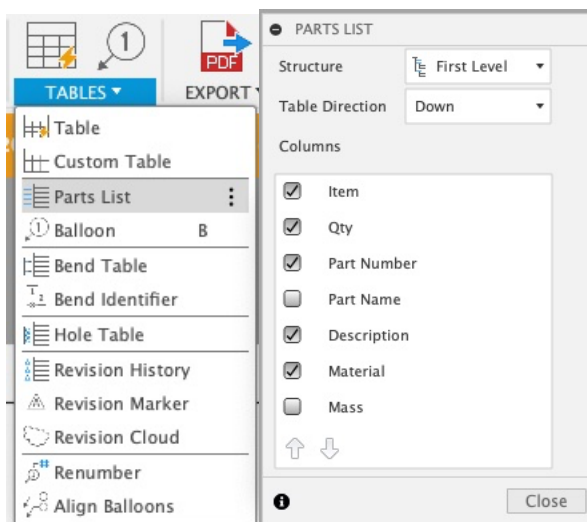 1
PDF
TABLES
EXPORT
Table
Custom Table
Parts List
Balloon B
Bend Table
Bend Identifier
Hole Table
Revision History
Revision Marker
Revision Cloud
Renumber
Align Balloons
PARTS LIST
Structure First Level
Table Direction Down
Columns
Item
Qty
Part Number
Part Name
Description
Material
Mass
Close